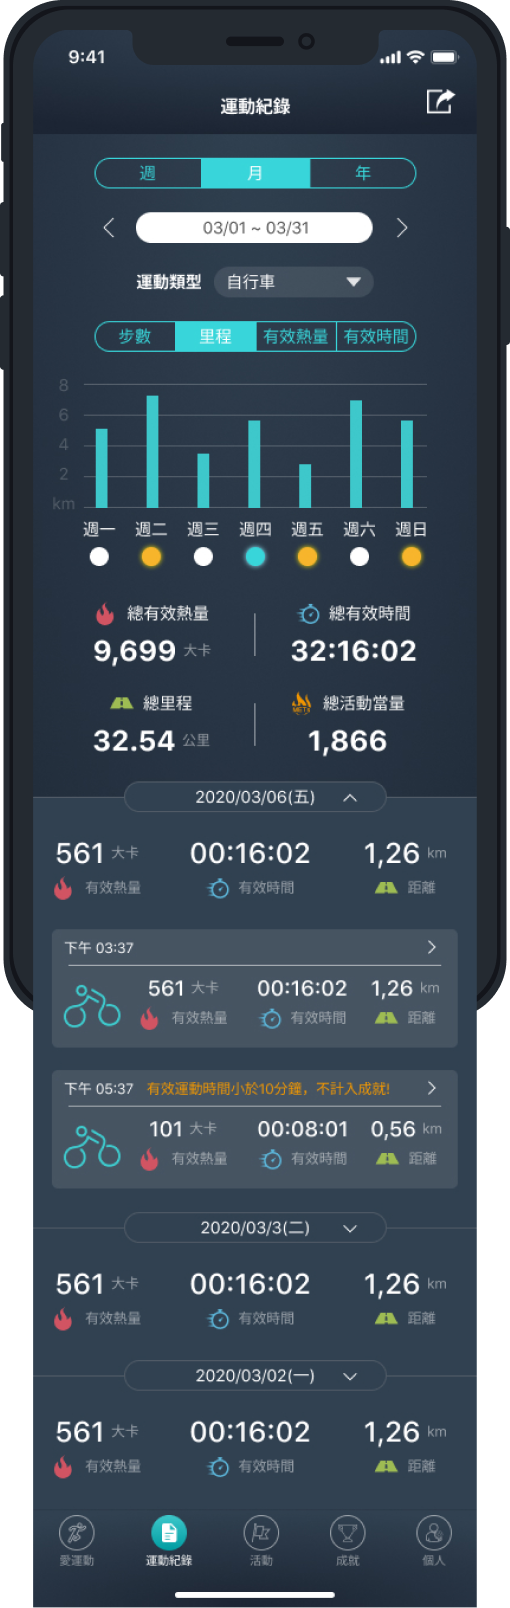 9:41
運動紀錄
週 月 年
03/01 ~ 03/31
運動類型 自行車
步數 里程 有效熱量 有效時間
8
6
4
2
km
週一 週二 週三 週四 週五 週六 週日
總有效熱量 總有效時間
9,699 大卡 32:16:02
總里程 METs 總活動當量
32.54 公里 1,866
2020/03/06(五)
561 大卡 00:16:02 1,26 km
有效熱量 有效時間 距離
下午 03:37
561 大卡 00:16:02 1,26 km
有效熱量 有效時間 距離
下午 05:37 有效運動時間小於10分鐘，不計入成就!
101 大卡 00:08:01 0,56 km
有效熱量 有效時間 距離
2020/03/3(二)
561 大卡 00:16:02 1,26 km
有效熱量 有效時間 距離
2020/03/02(一)
561 大卡 00:16:02 1,26 km
有效熱量 有效時間 距離
愛運動 運動紀錄 活動 成就 個人